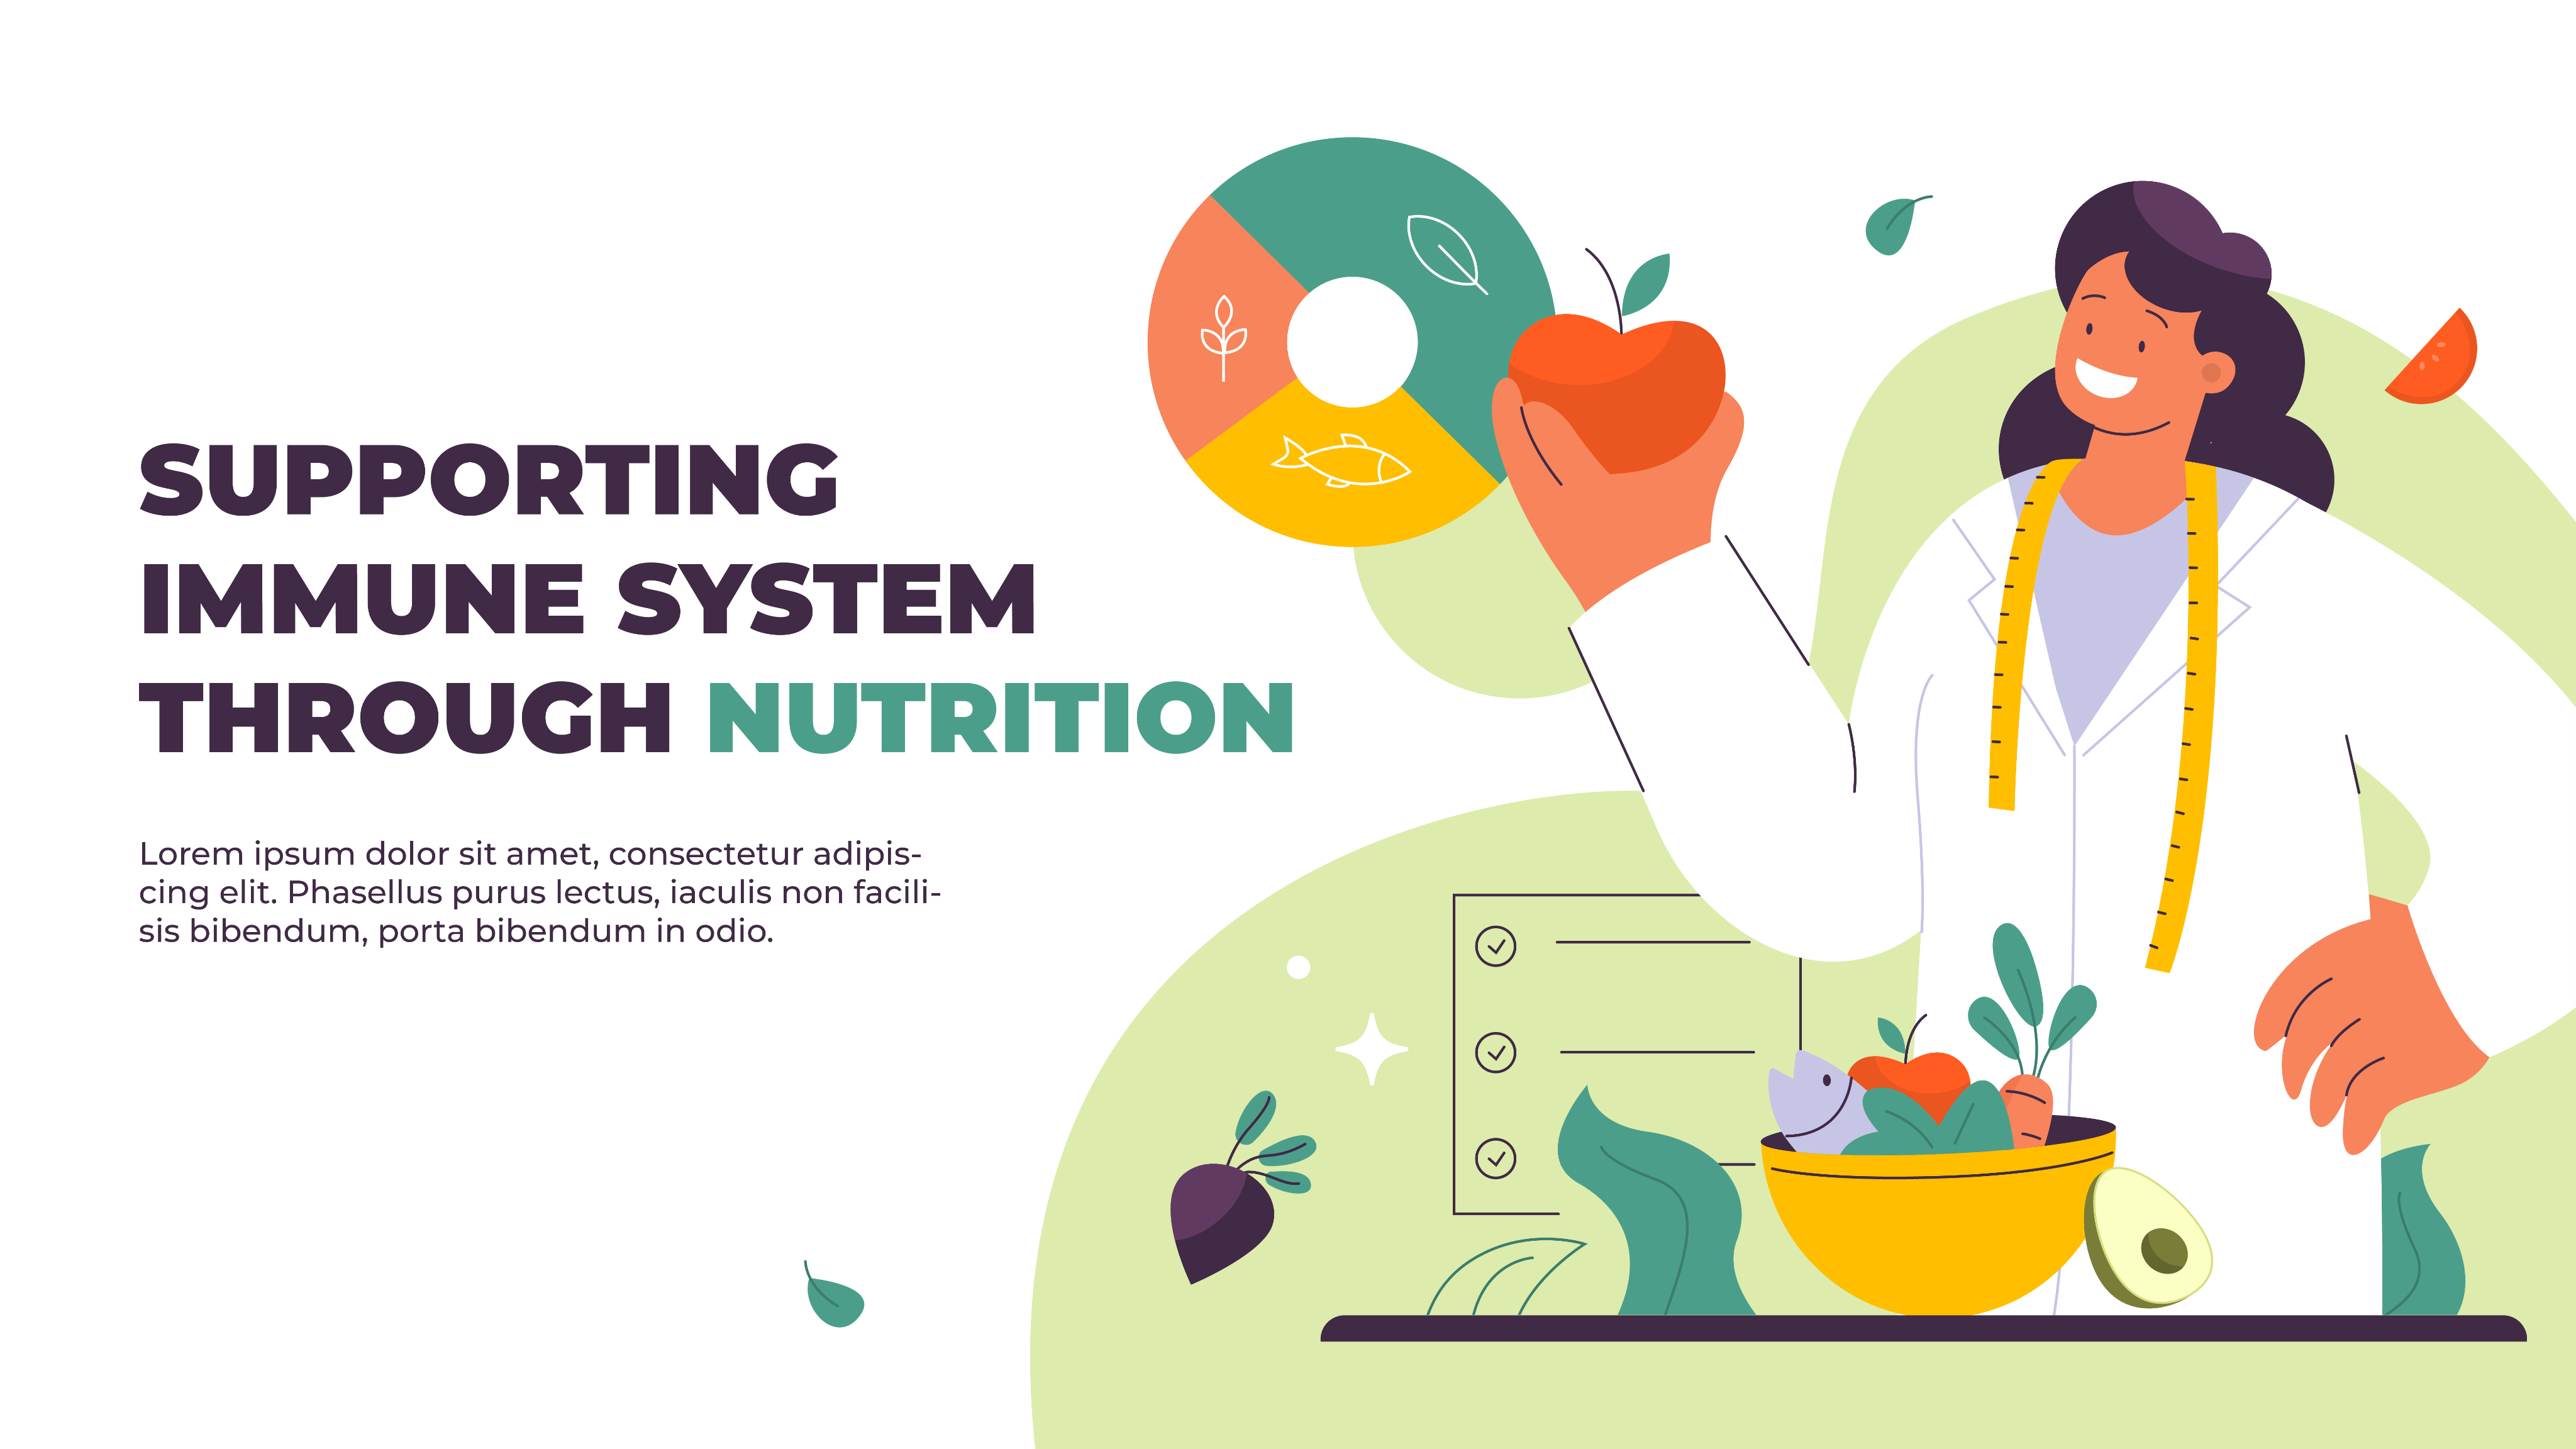 SUPPORTING
IMMUNE SYSTEM
THROUGH NUTRITION
Lorem ipsum dolor sit amet, consectetur adipis-
cing elit. Phasellus purus lectus, iaculis non facili-
sis bibendum, porta bibendum in odio.